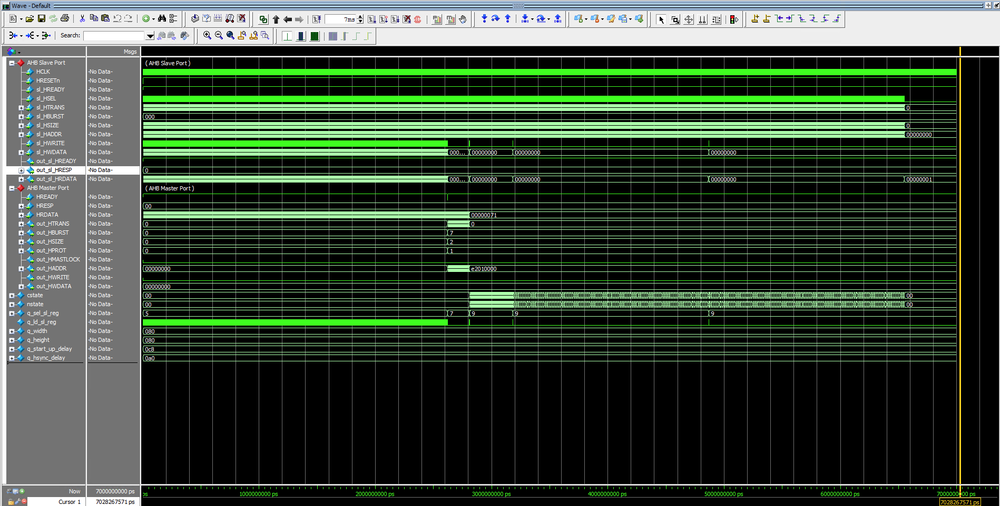 Wave - Default
7 ms
Search:
Msgs
AHB Slave Port
( AHB Slave Port )
HCLK -No Data-
HRESETn -No Data-
sl_HREADY -No Data-
sl_HSEL -No Data-
sl_HTRANS -No Data- 0
sl_HBURST -No Data- 000
sl_HSIZE -No Data- 0
sl_HADDR -No Data- 00000000
sl_HWRITE -No Data-
sl_HWDATA -No Data- 000... 00000000 00000000 00000000
out_sl_HREADY -No Data-
out_sl_HRESP -No Data- 0
out_sl_HRDATA -No Data- 000... 00000000 00000000 00000000 00000001
AHB Master Port
( AHB Master Port )
HREADY -No Data-
HRESP -No Data- 00
HRDATA -No Data- 00000071
out_HTRANS -No Data- 0 0
out_HBURST -No Data- 0 7
out_HSIZE -No Data- 0 2
out_HPROT -No Data- 0 1
out_HMASTLOCK -No Data-
out_HADDR -No Data- 00000000 e2010000
out_HWRITE -No Data-
out_HWDATA -No Data- 00000000
cstate -No Data- 00 00
nstate -No Data- 00 00
q_sel_sl_reg -No Data- 5 7 9 9 9
q_ld_sl_reg -No Data-
q_width -No Data- 080
q_height -No Data- 080
q_start_up_delay -No Data- 0c8
q_hsync_delay -No Data- 0a0
Now 7000000000 ps
ps 1000000000 ps 2000000000 ps 3000000000 ps 4000000000 ps 5000000000 ps 6000000000 ps 7000000000 ps
Cursor 1 7028267571 ps
7028267571 ps